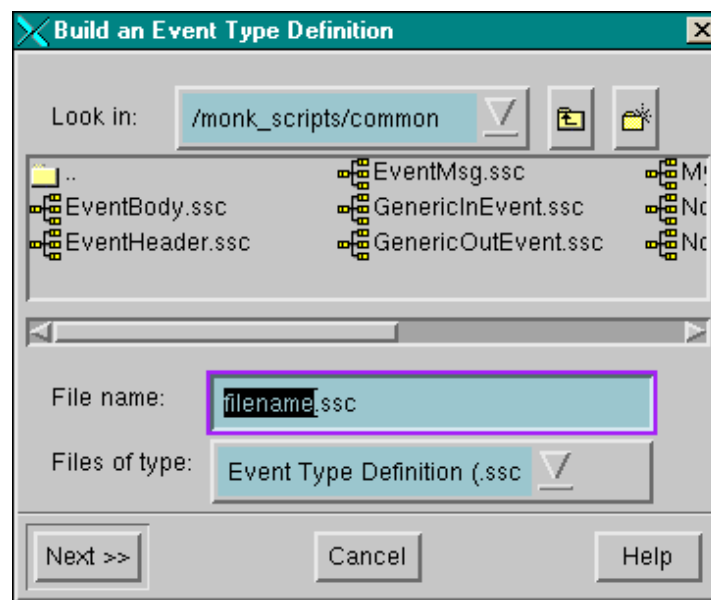 Build an Event Type Definition
Look in: /monk_scripts/common
.. EventMsg.ssc
EventBody.ssc GenericInEvent.ssc
EventHeader.ssc GenericOutEvent.ssc
File name: filename.ssc
Files of type: Event Type Definition (.ssc
Next >> Cancel Help